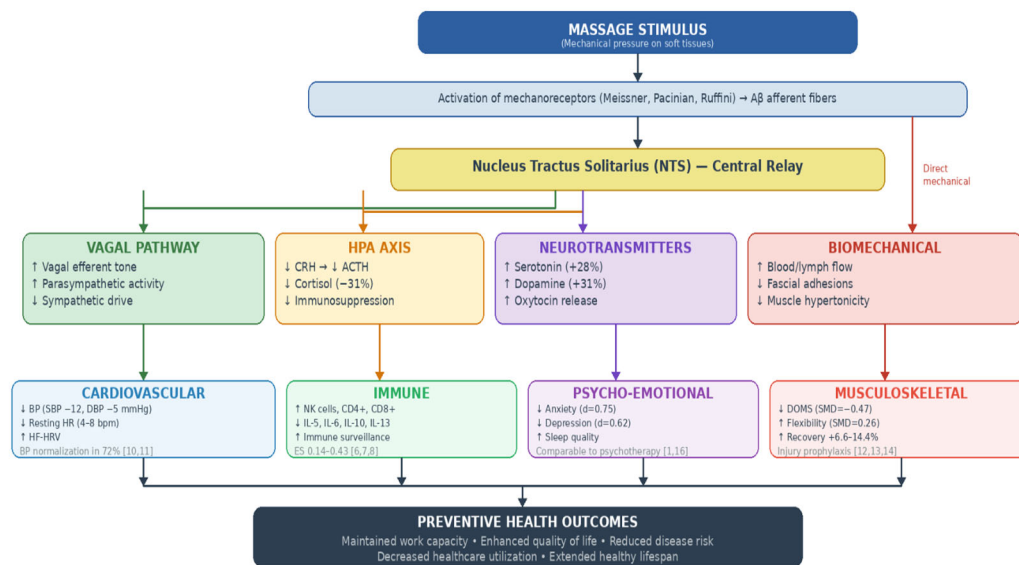 MASSAGE STIMULUS
(Mechanical pressure on soft tissues)
Activation of mechanoreceptors (Meissner, Pacinian, Ruffini) → Aβ afferent fibers
Nucleus Tractus Solitarius (NTS) — Central Relay
Direct
mechanical
VAGAL PATHWAY
↑ Vagal efferent tone
↑ Parasympathetic activity
↓ Sympathetic drive
HPA AXIS
↓ CRH → ↓ ACTH
↓ Cortisol (−31%)
↓ Immunosuppression
NEUROTRANSMITTERS
↑ Serotonin (+28%)
↑ Dopamine (+31%)
↑ Oxytocin release
BIOMECHANICAL
↑ Blood/lymph flow
↓ Fascial adhesions
↓ Muscle hypertonicity
CARDIOVASCULAR
↓ BP (SBP −12, DBP −5 mmHg)
↓ Resting HR (4–8 bpm)
↑ HF-HRV
BP normalization in 72% [10,11]
IMMUNE
↑ NK cells, CD4+, CD8+
↓ IL-5, IL-6, IL-10, IL-13
↑ Immune surveillance
ES 0.14–0.43 [6,7,8]
PSYCHO-EMOTIONAL
↓ Anxiety (d=0.75)
↓ Depression (d=0.62)
↑ Sleep quality
Comparable to psychotherapy [1,16]
MUSCULOSKELETAL
↓ DOMS (SMD=−0.47)
↑ Flexibility (SMD=0.26)
↑ Recovery +6.6–14.4%
Injury prophylaxis [12,13,14]
PREVENTIVE HEALTH OUTCOMES
Maintained work capacity • Enhanced quality of life • Reduced disease risk
Decreased healthcare utilization • Extended healthy lifespan